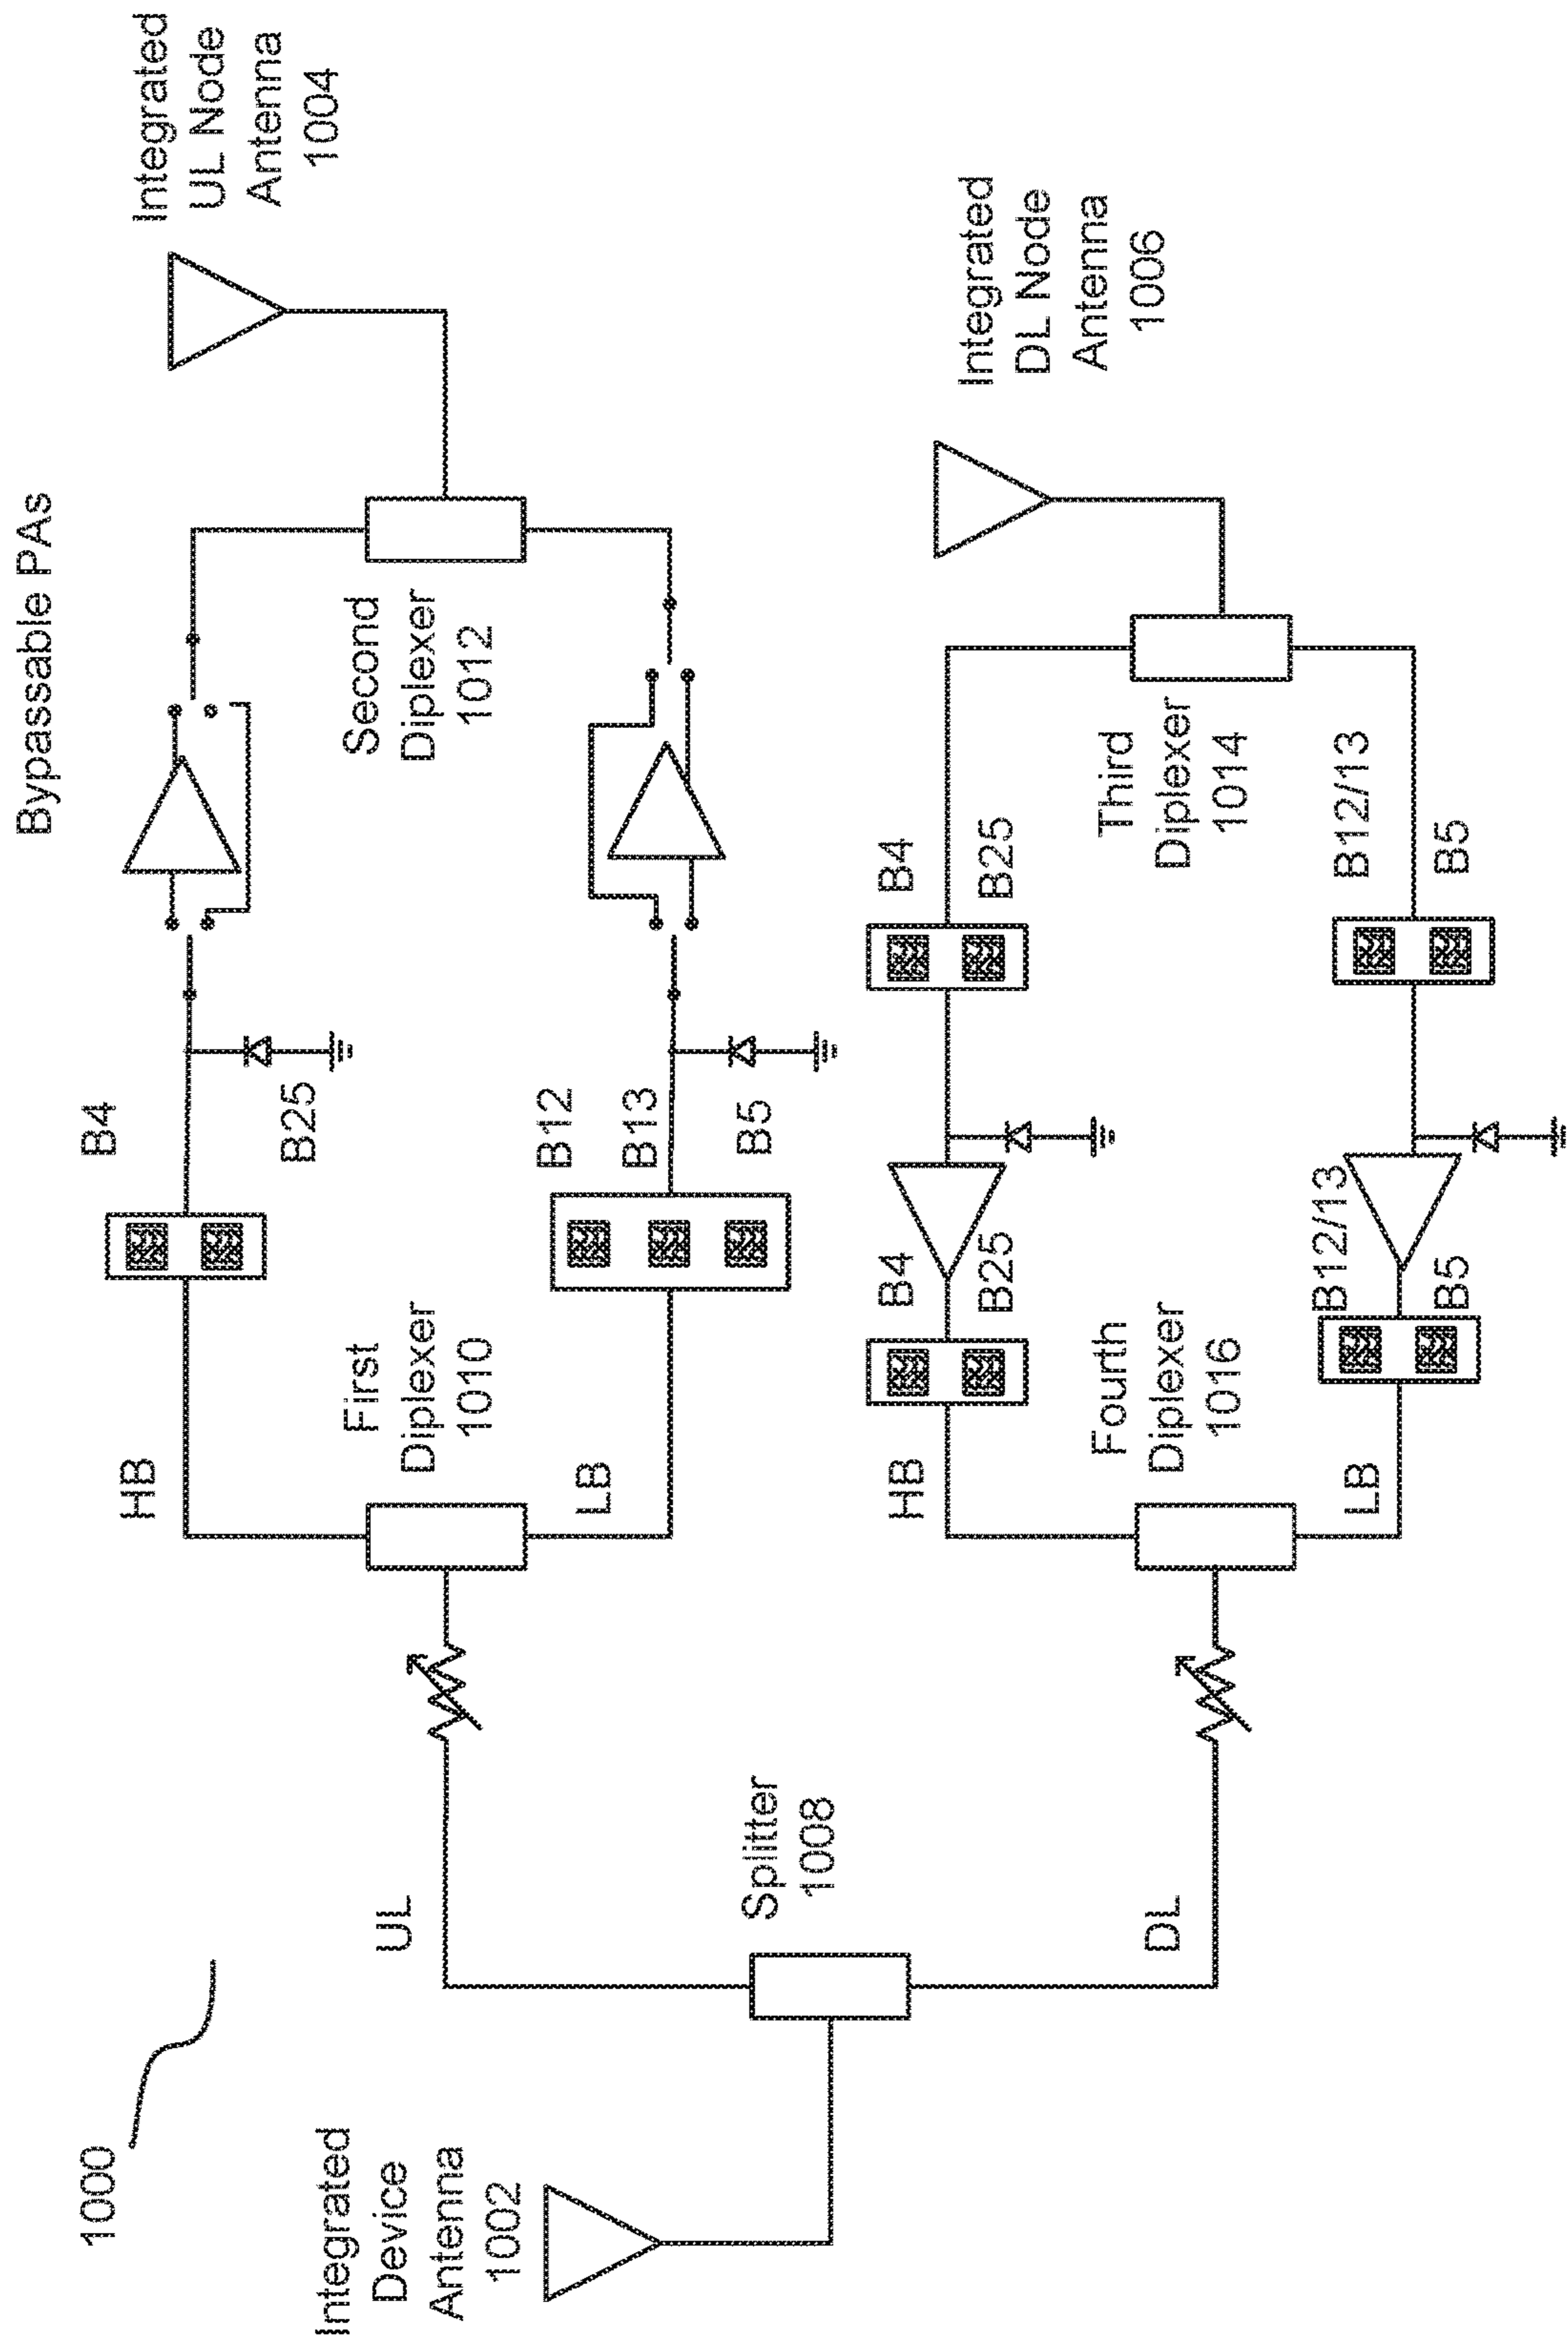 1000
Integrated
Device
Antenna
1002
Splitter
1008
UL
DL
HB
LB
First
Diplexer
1010
B4
B25
B12
B13
B5
Bypassable PAs
Second
Diplexer
1012
Integrated
UL Node
Antenna
1004
HB
LB
Fourth
Diplexer
1016
B4
B25
B12/13
B5
B4
B25
B12/13
B5
Third
Diplexer
1014
Integrated
DL Node
Antenna
1006